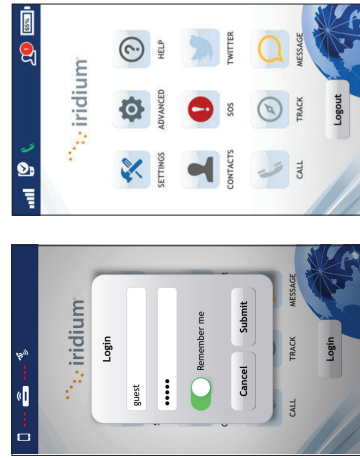 iridium
Login
guest
•••••
Remember me
Cancel Submit
CALL TRACK MESSAGE
Login
65%
iridium
SETTINGS ADVANCED HELP
CONTACTS SOS TWITTER
CALL TRACK MESSAGE
Logout